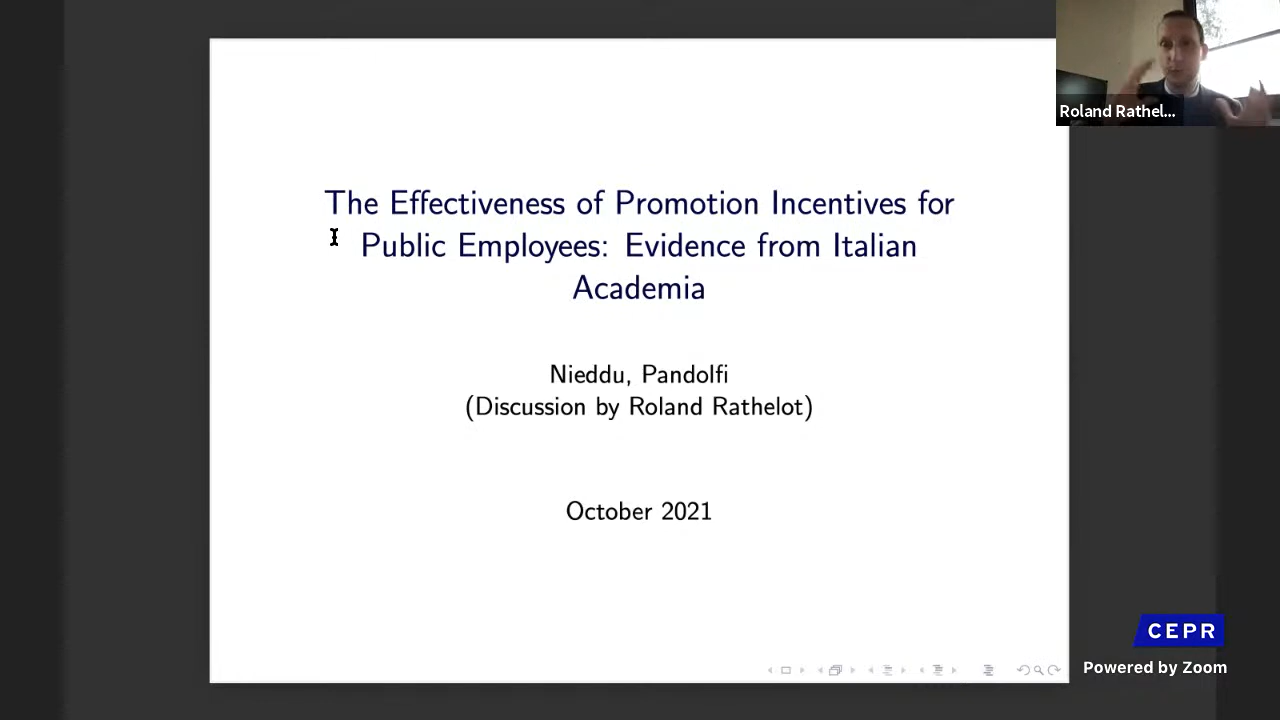 Roland Rathel...
The Effectiveness of Promotion Incentives for
Public Employees: Evidence from Italian
Academia
Nieddu, Pandolfi
(Discussion by Roland Rathelot)
October 2021
CEPR
Powered by Zoom